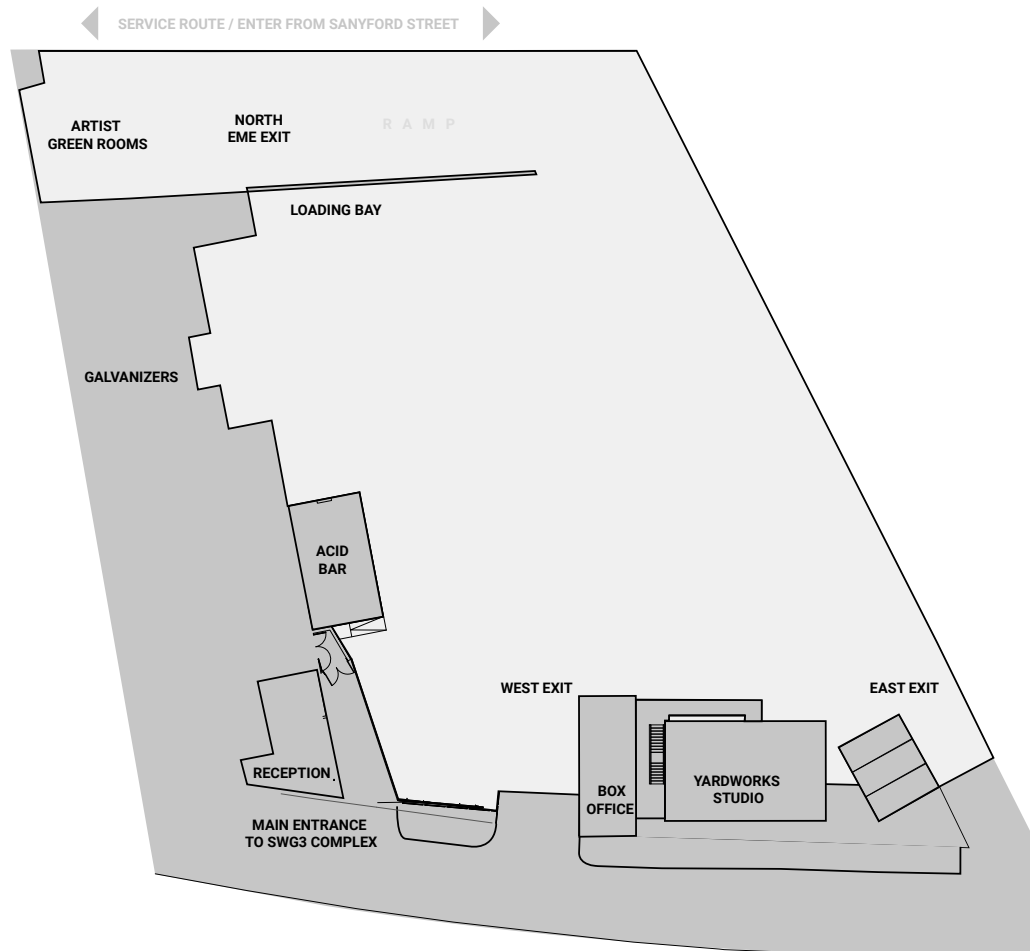 SERVICE ROUTE / ENTER FROM SANYFORD STREET
ARTIST
GREEN ROOMS
NORTH
EME EXIT
RAMP
LOADING BAY
GALVANIZERS
ACID
BAR
WEST EXIT
EAST EXIT
RECEPTION
BOX
OFFICE
YARDWORKS
STUDIO
MAIN ENTRANCE
TO SWG3 COMPLEX